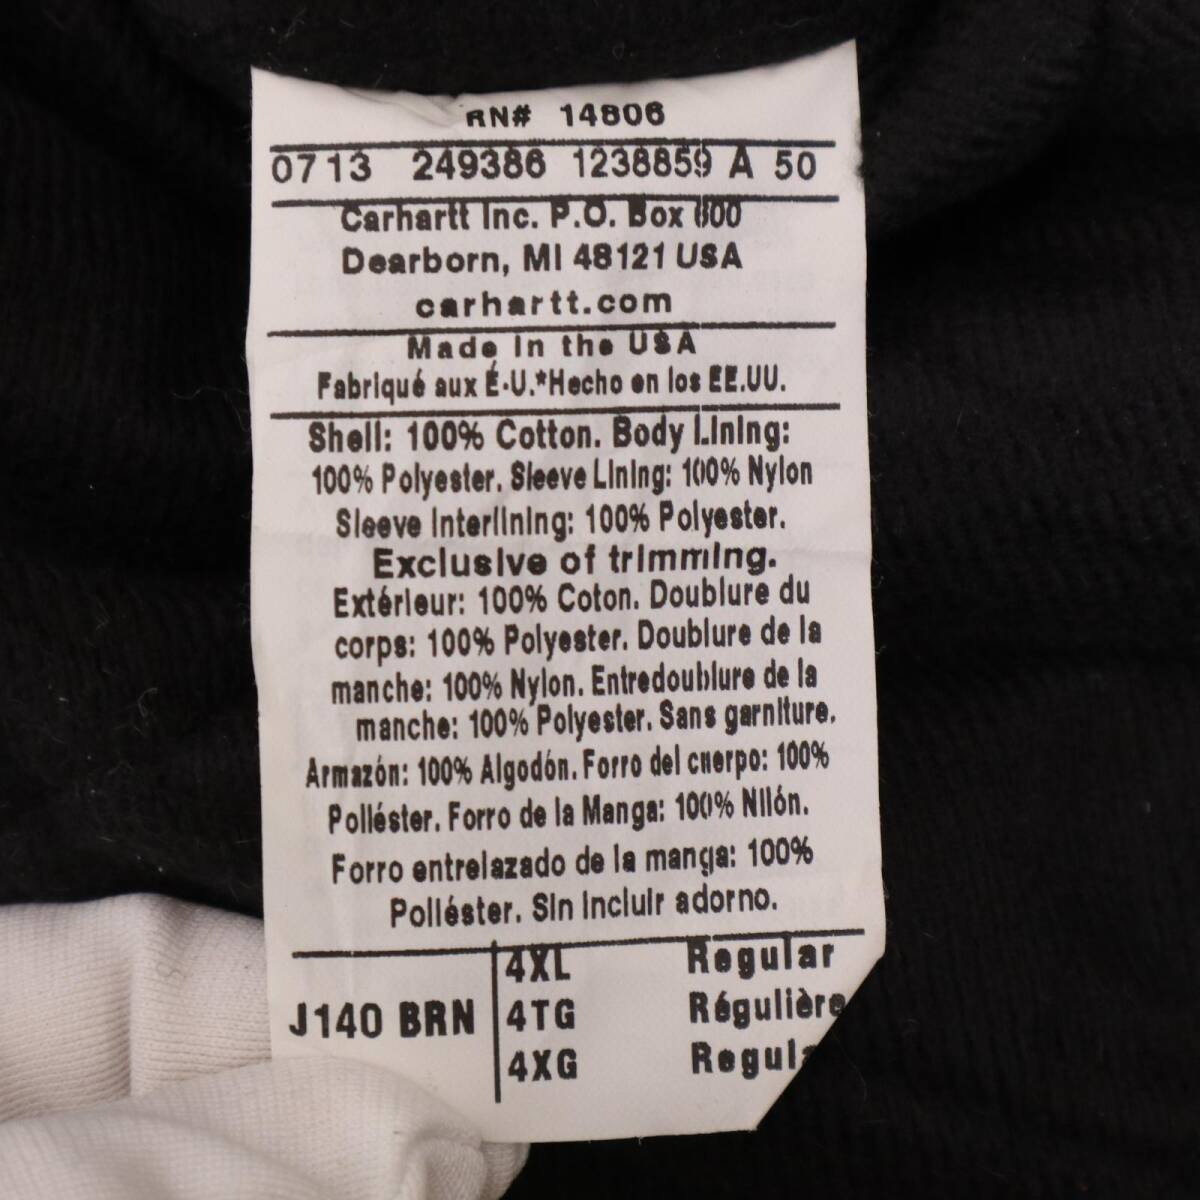 RN# 14806
0713 249386 1238859 A 50
Carhartt Inc. P.O. Box 600
Dearborn, MI 48121 USA
carhartt.com
Made in the USA
Fabriqué aux É-U.*Hecho en los EE.UU.
Shell: 100% Cotton. Body Lining:
100% Polyester. Sleeve Lining: 100% Nylon
Sleeve Interlining: 100% Polyester.
Exclusive of trimming.
Extérieur: 100% Coton. Doublure du
corps: 100% Polyester. Doublure de la
manche: 100% Nylon. Entredoublure de la
manche: 100% Polyester. Sans garniture.
Armazón: 100% Algodón. Forro del cuerpo: 100%
Poliéster. Forro de la Manga: 100% Nilón.
Forro entrelazado de la manga: 100%
Poliéster. Sin incluir adorno.
J140 BRN
4XL Regular
4TG Régulière
4XG Regular